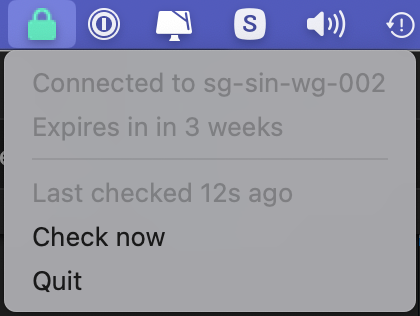 S
Connected to sg-sin-wg-002
Expires in in 3 weeks
Last checked 12s ago
Check now
Quit